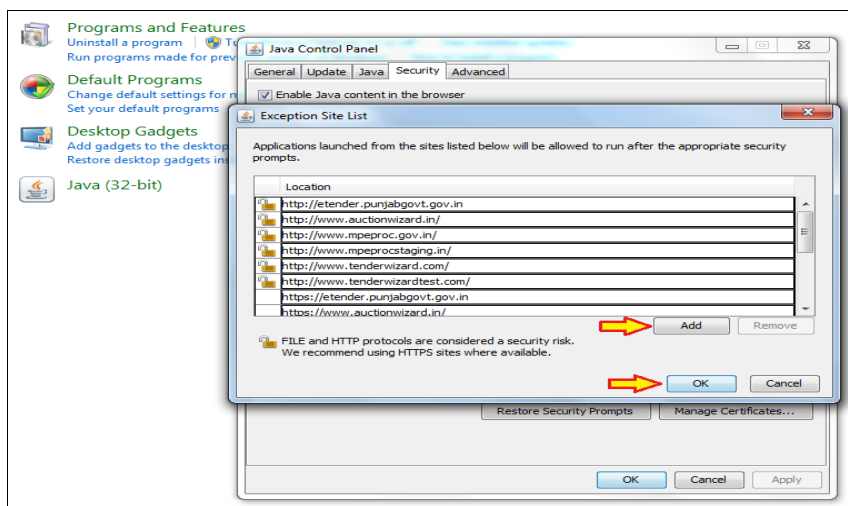 Programs and Features
Uninstall a program
Run programs made for prev
Default Programs
Change default settings for m
Set your default programs
Desktop Gadgets
Add gadgets to the desktop
Restore desktop gadgets ins
Java (32-bit)
Java Control Panel
General Update Java Security Advanced
Enable Java content in the browser
Exception Site List
Applications launched from the sites listed below will be allowed to run after the appropriate security
prompts.
Location
http://etender.punjabgovt.gov.in
http://www.auctionwizard.in/
http://www.mpeproc.gov.in/
http://www.mpeprocstaging.in/
http://www.tenderwizard.com/
http://www.tenderwizardtest.com/
https://etender.punjabgovt.gov.in
https://www.auctionwizard.in/
Add Remove
FILE and HTTP protocols are considered a security risk.
We recommend using HTTPS sites where available.
OK Cancel
Restore Security Prompts Manage Certificates...
OK Cancel Apply